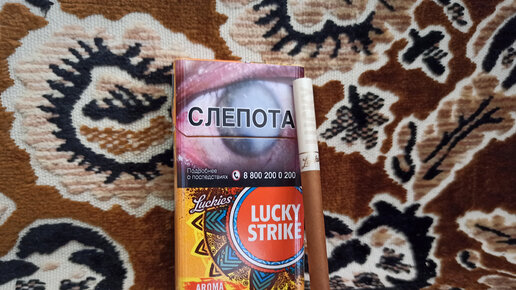 СЛЕПОТА
Подробнее
о последствиях
8 800 200 0 200
Luckies
LUCKY
STRIKE
AROMA